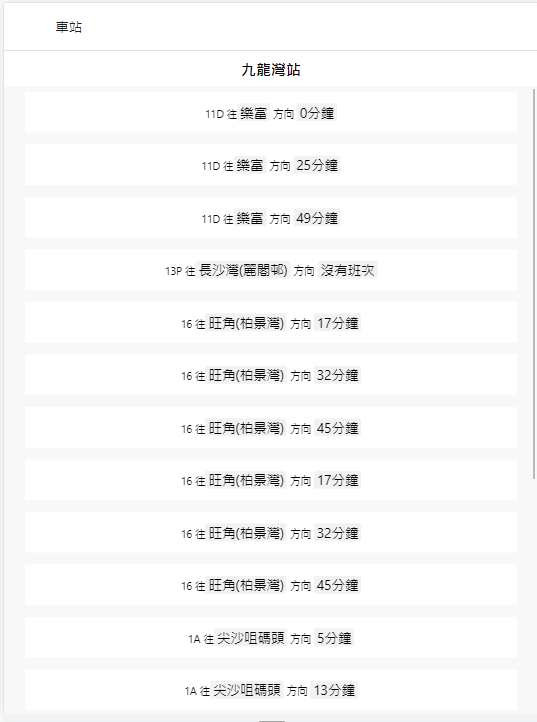 車站
九龍灣站
11D 往 樂富 方向 0分鐘
11D 往 樂富 方向 25分鐘
11D 往 樂富 方向 49分鐘
13P 往 長沙灣(麗閣邨) 方向 沒有班次
16 往 旺角(柏景灣) 方向 17分鐘
16 往 旺角(柏景灣) 方向 32分鐘
16 往 旺角(柏景灣) 方向 45分鐘
16 往 旺角(柏景灣) 方向 17分鐘
16 往 旺角(柏景灣) 方向 32分鐘
16 往 旺角(柏景灣) 方向 45分鐘
1A 往 尖沙咀碼頭 方向 5分鐘
1A 往 尖沙咀碼頭 方向 13分鐘